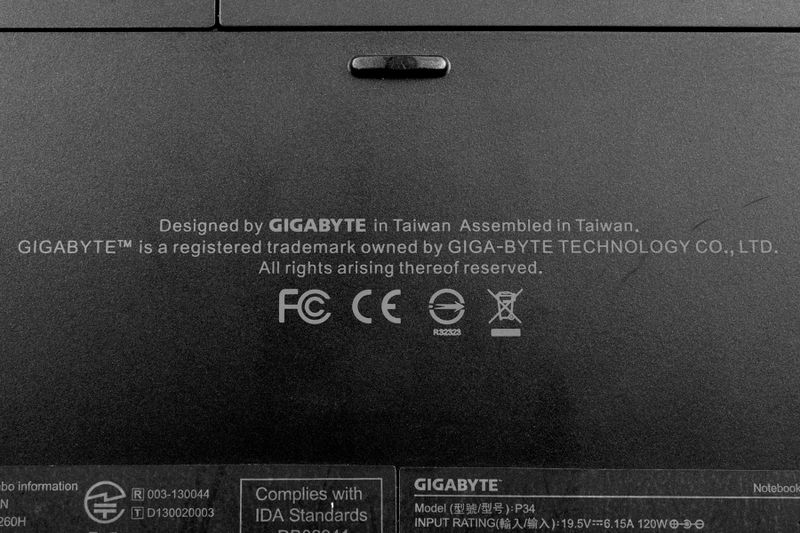 Designed by GIGABYTE in Taiwan Assembled in Taiwan.
GIGABYTE™ is a registered trademark owned by GIGA-BYTE TECHNOLOGY CO., LTD.
All rights arising thereof reserved.
FC CE
R32323
bo information
N
260H
R 003-130044
T D130020003
Complies with
IDA Standards
GIGABYTE™ Notebook
Model (型號/型号): P34
INPUT RATING(輸入/输入): 19.5V⎓6.15A 120W